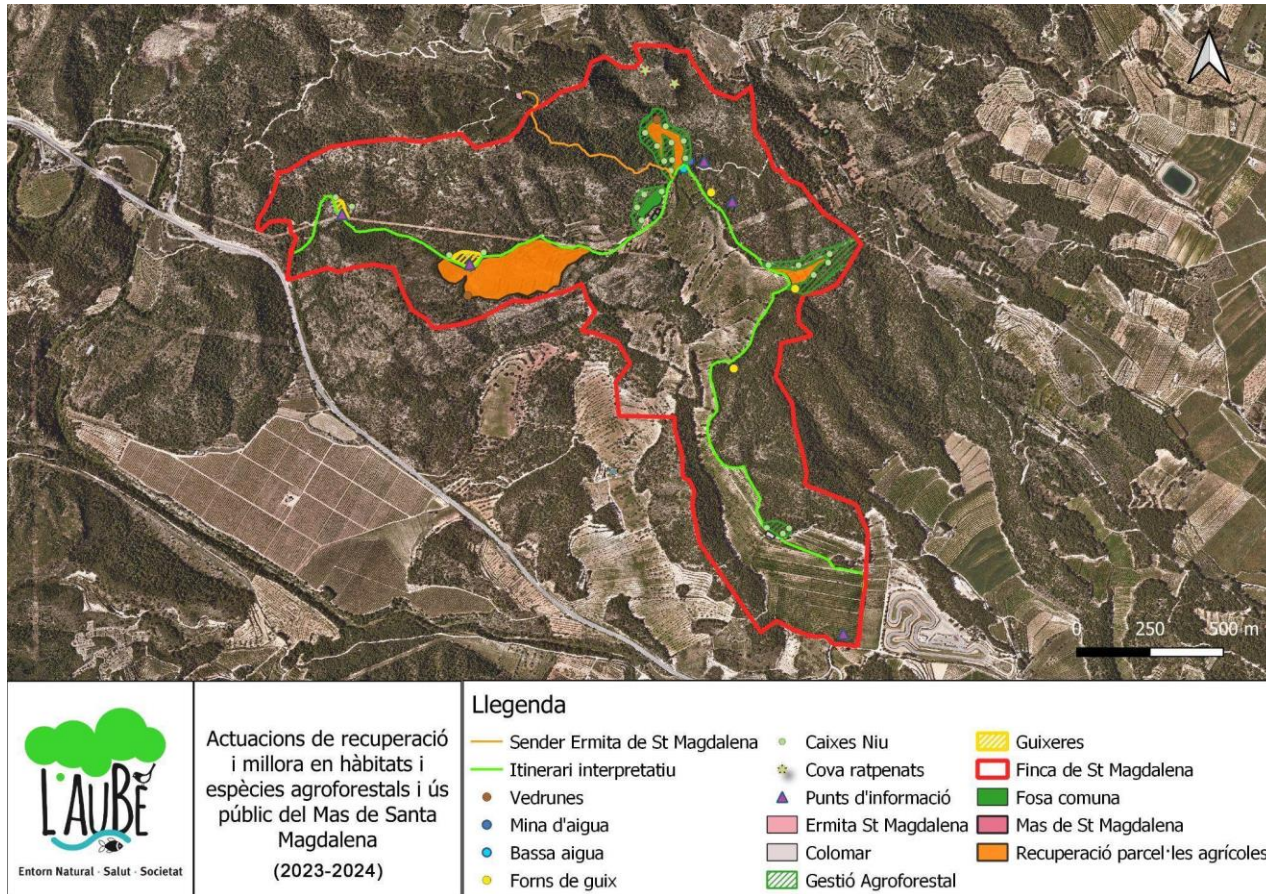 0 250 500 m
L'AUBÈ
Entorn Natural · Salut · Societat
Actuacions de recuperació
i millora en hàbitats i
espècies agroforestals i ús
públic del Mas de Santa
Magdalena
(2023-2024)
Llegenda
Sender Ermita de St Magdalena
Itinerari interpretatiu
Vedrunes
Mina d'aigua
Bassa aigua
Forns de guix
Caixes Niu
Cova ratpenats
Punts d'informació
Ermita St Magdalena
Colomar
Gestió Agroforestal
Guixeres
Finca de St Magdalena
Fosa comuna
Mas de St Magdalena
Recuperació parcel·les agrícoles